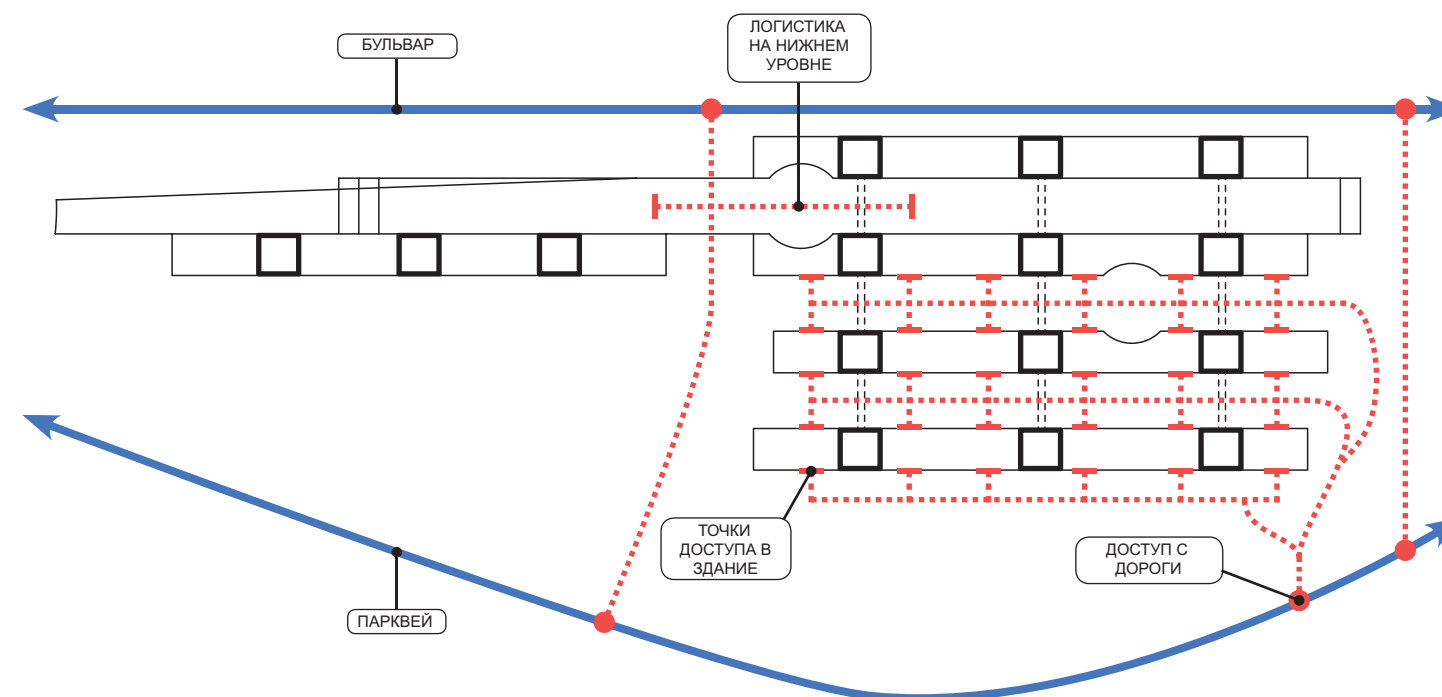 БУЛЬВАР
ЛОГИСТИКА
НА НИЖНЕМ
УРОВНЕ
ТОЧКИ
ДОСТУПА В
ЗДАНИЕ
ДОСТУП С
ДОРОГИ
ПАРКВЕЙ